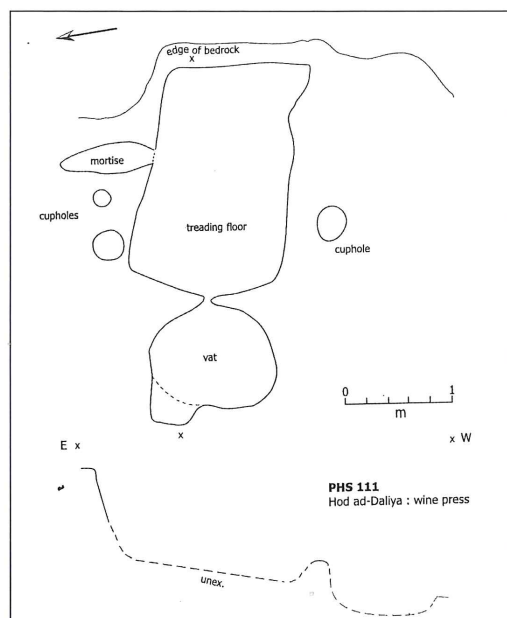 edge of bedrock
x
mortise
cupholes
treading floor
cuphole
vat
0 1
m
x
E x
x W
PHS 111
Hod ad-Daliya : wine press
unex.